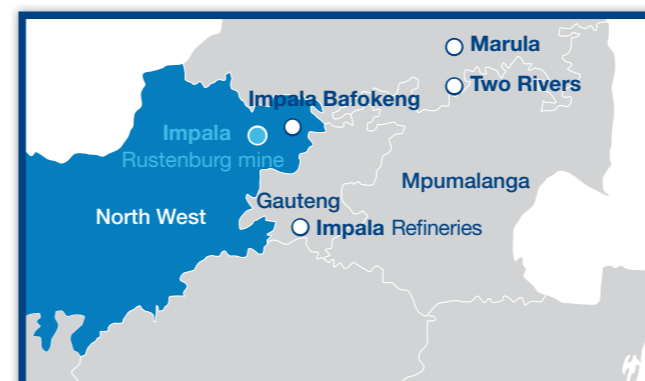 Marula
Two Rivers
Impala Bafokeng
Impala
Rustenburg mine
Mpumalanga
Gauteng
North West
Impala Refineries